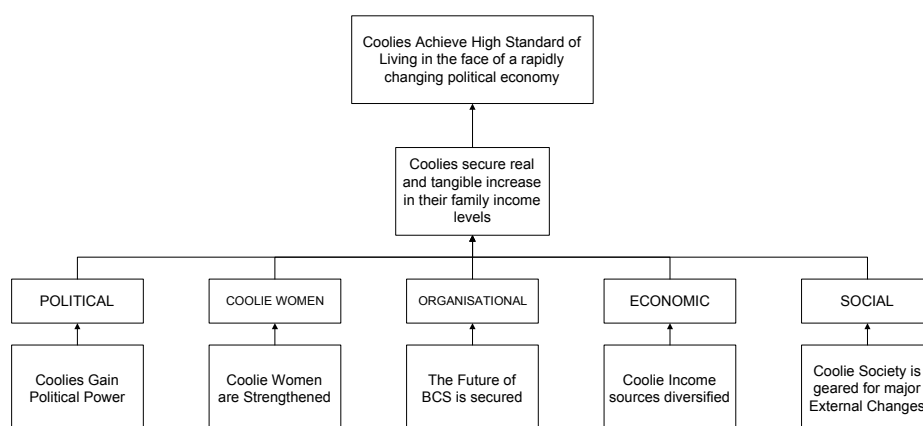 Coolies Achieve High Standard of
Living in the face of a rapidly
changing political economy
Coolies secure real
and tangible increase
in their family income
levels
POLITICAL
COOLIE WOMEN
ORGANISATIONAL
ECONOMIC
SOCIAL
Coolies Gain
Political Power
Coolie Women
are Strengthened
The Future of
BCS is secured
Coolie Income
sources diversified
Coolie Society is
geared for major
External Changes